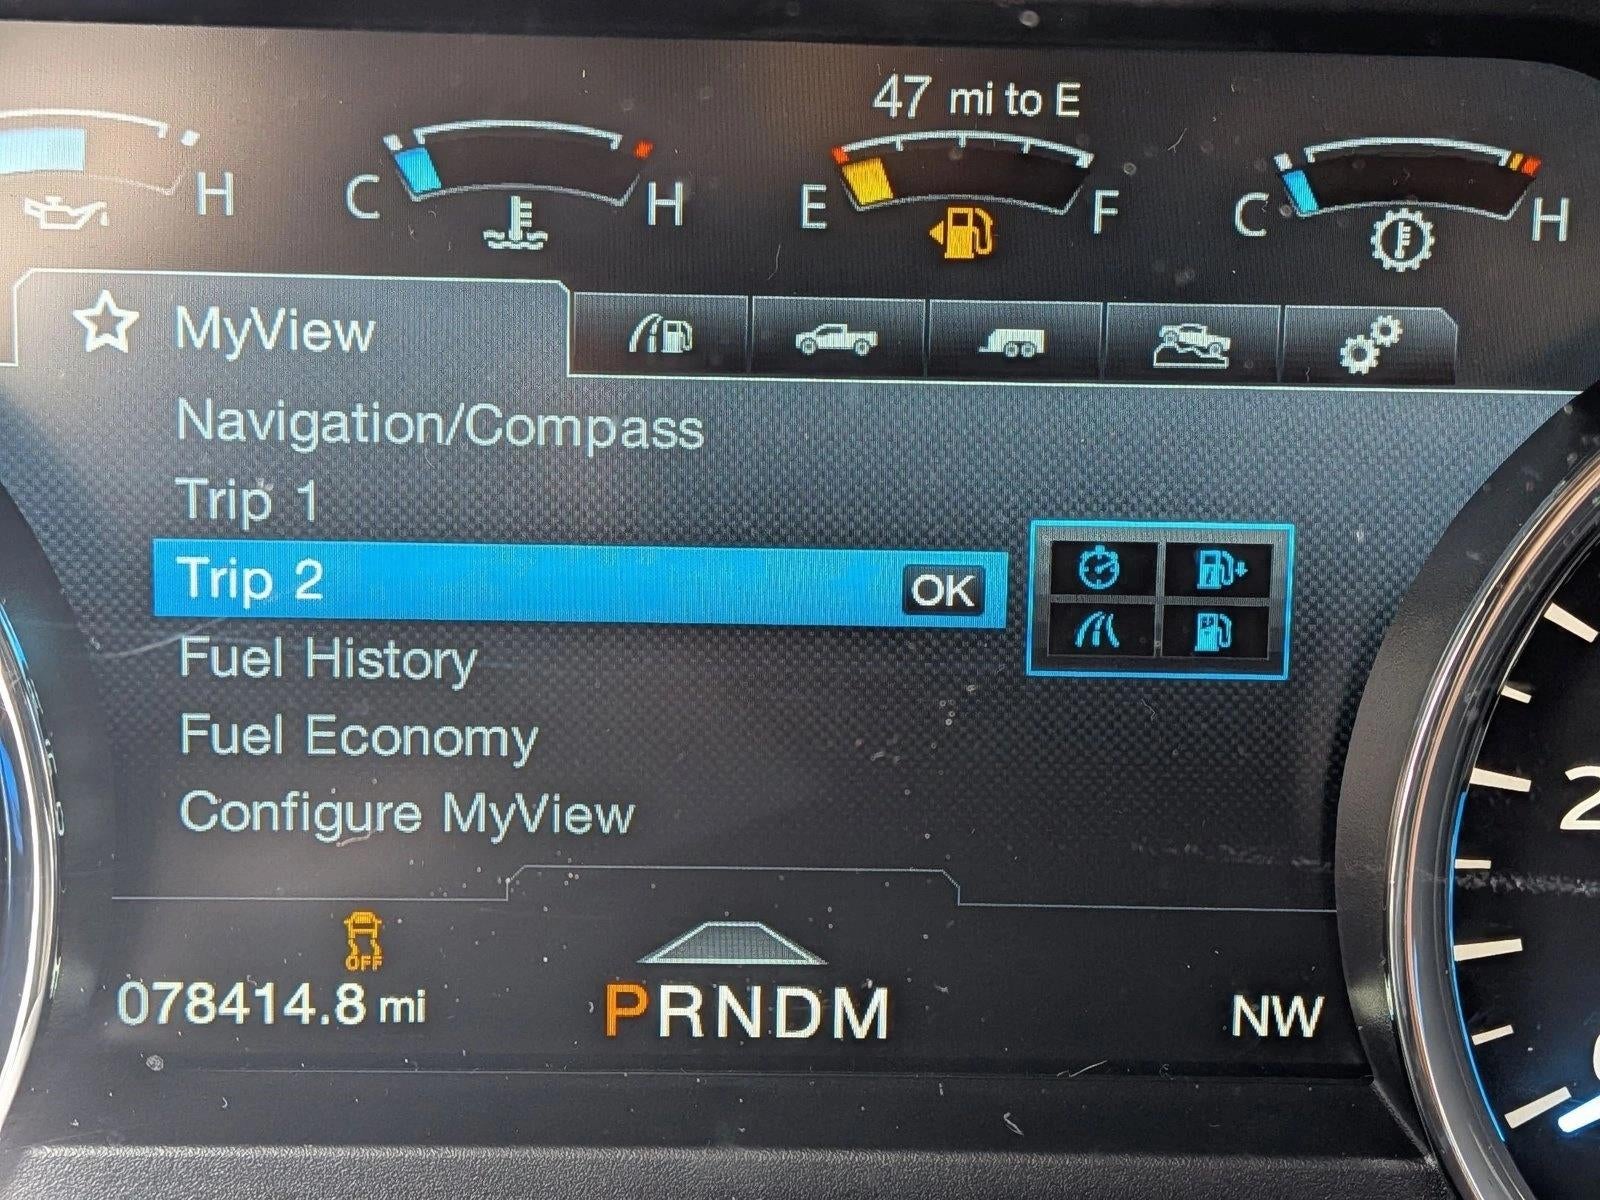 47 mi to E
H
C H
E F
C H
MyView
Navigation/Compass
Trip 1
Trip 2 OK
Fuel History
Fuel Economy
Configure MyView
2
OFF
078414.8 mi
PRNDM
NW